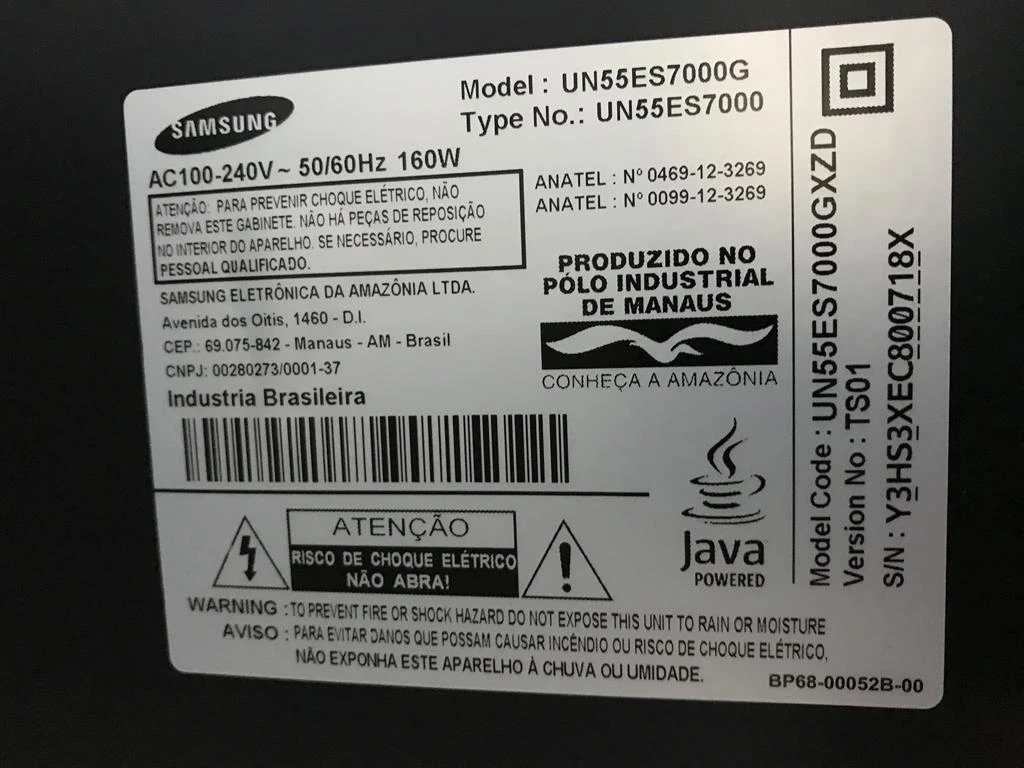 SAMSUNG
Model : UN55ES7000G
Type No.: UN55ES7000
AC100-240V ~ 50/60Hz 160W
ATENÇÃO: PARA PREVENIR CHOQUE ELÉTRICO, NÃO
REMOVA ESTE GABINETE. NÃO HÁ PEÇAS DE REPOSIÇÃO
NO INTERIOR DO APARELHO. SE NECESSÁRIO, PROCURE
PESSOAL QUALIFICADO.
ANATEL : Nº 0469-12-3269
ANATEL : Nº 0099-12-3269
SAMSUNG ELETRÔNICA DA AMAZÔNIA LTDA.
Avenida dos Oitis, 1460 - D.I.
CEP.: 69.075-842 - Manaus - AM - Brasil
CNPJ: 00280273/0001-37
Industria Brasileira
PRODUZIDO NO
PÓLO INDUSTRIAL
DE MANAUS
CONHEÇA A AMAZÔNIA
Java
POWERED
ATENÇÃO
RISCO DE CHOQUE ELÉTRICO
NÃO ABRA!
WARNING : TO PREVENT FIRE OR SHOCK HAZARD DO NOT EXPOSE THIS UNIT TO RAIN OR MOISTURE
AVISO : PARA EVITAR DANOS QUE POSSAM CAUSAR INCÊNDIO OU RISCO DE CHOQUE ELÉTRICO,
NÃO EXPONHA ESTE APARELHO À CHUVA OU UMIDADE.
BP68-00052B-00
Model Code : UN55ES7000GXZD
Version No : TS01
S/N : Y3HS3XEC800718X